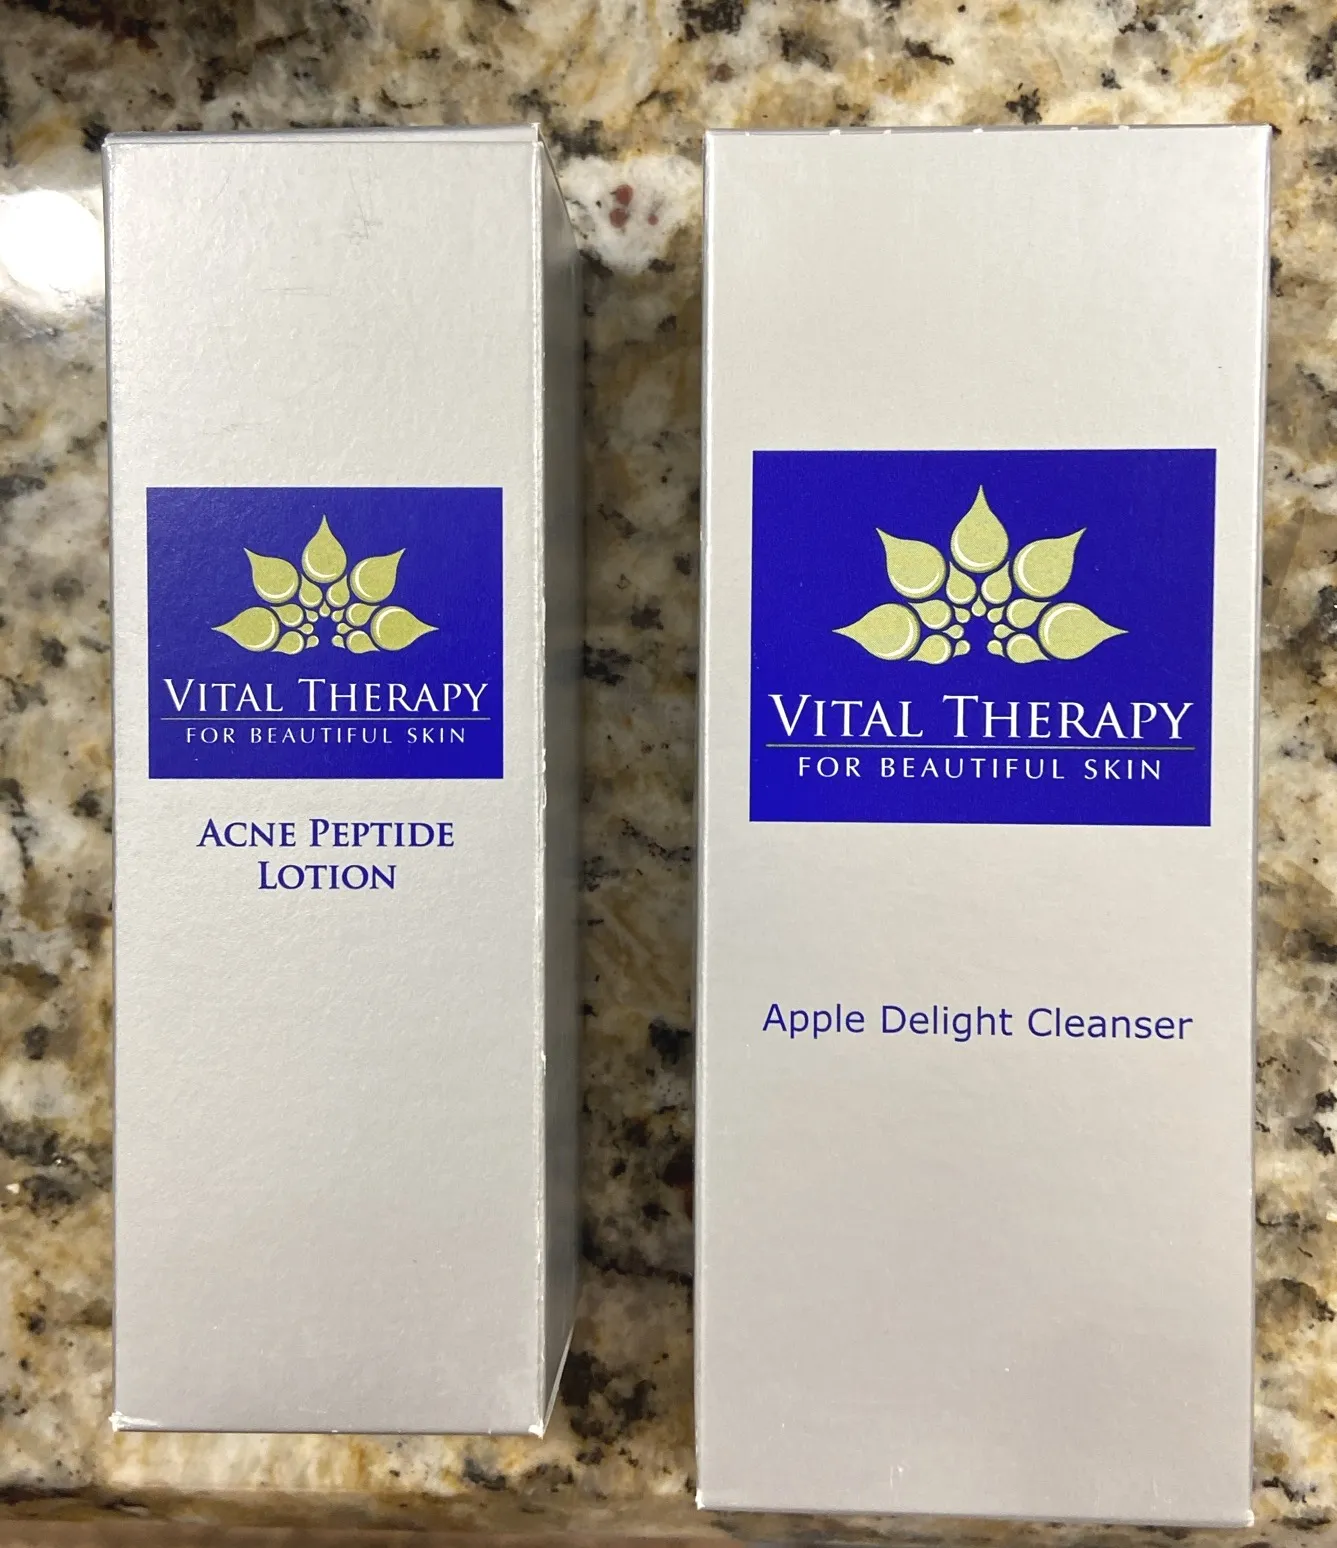 VITAL THERAPY
FOR BEAUTIFUL SKIN
ACNE PEPTIDE
LOTION
VITAL THERAPY
FOR BEAUTIFUL SKIN
Apple Delight Cleanser